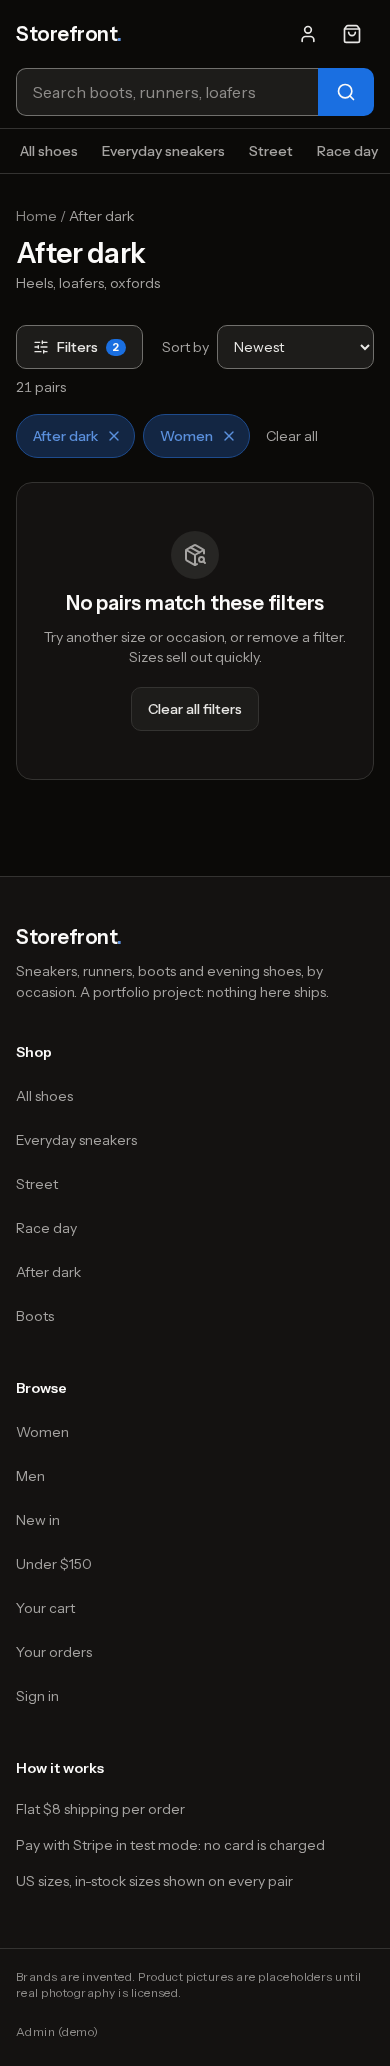 Storefront.
Search boots, runners, loafers
All shoes Everyday sneakers Street Race day
Home / After dark
After dark
Heels, loafers, oxfords
Filters 2 Sort by Newest
21 pairs
After dark Women Clear all
No pairs match these filters
Try another size or occasion, or remove a filter.
Sizes sell out quickly.
Clear all filters
Storefront.
Sneakers, runners, boots and evening shoes, by
occasion. A portfolio project: nothing here ships.
Shop
All shoes
Everyday sneakers
Street
Race day
After dark
Boots
Browse
Women
Men
New in
Under $150
Your cart
Your orders
Sign in
How it works
Flat $8 shipping per order
Pay with Stripe in test mode: no card is charged
US sizes, in-stock sizes shown on every pair
Brands are invented. Product pictures are placeholders until
real photography is licensed.
Admin (demo)